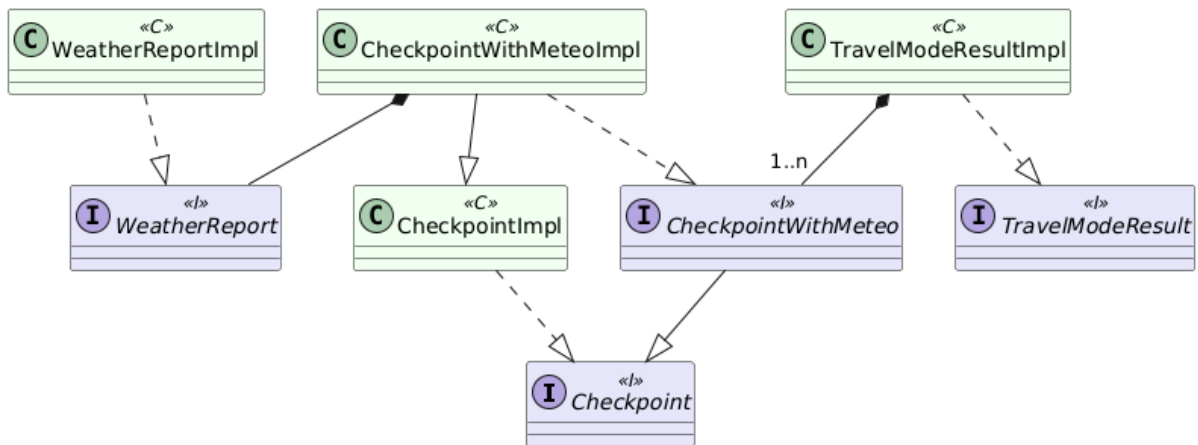 C «C» WeatherReportImpl
C «C» CheckpointWithMeteoImpl
C «C» TravelModeResultImpl
1..n
I «I» WeatherReport
C «C» CheckpointImpl
I «I» CheckpointWithMeteo
I «I» TravelModeResult
I «I» Checkpoint